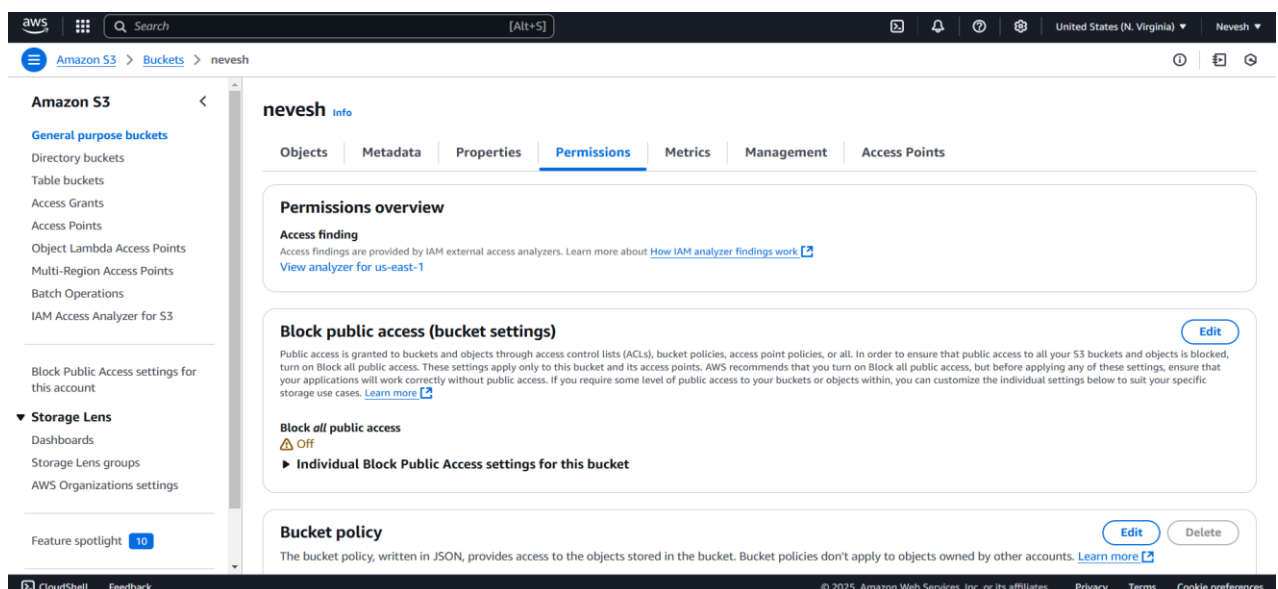 aws
Search [Alt+S]
United States (N. Virginia) ▼
Nevesh ▼
Amazon S3 > Buckets > nevesh
Amazon S3
General purpose buckets
Directory buckets
Table buckets
Access Grants
Access Points
Object Lambda Access Points
Multi-Region Access Points
Batch Operations
IAM Access Analyzer for S3
Block Public Access settings for
this account
▼ Storage Lens
Dashboards
Storage Lens groups
AWS Organizations settings
Feature spotlight 10
nevesh Info
Objects Metadata Properties Permissions Metrics Management Access Points
Permissions overview
Access finding
Access findings are provided by IAM external access analyzers. Learn more about How IAM analyzer findings work
View analyzer for us-east-1
Block public access (bucket settings)
Edit
Public access is granted to buckets and objects through access control lists (ACLs), bucket policies, access point policies, or all. In order to ensure that public access to all your S3 buckets and objects is blocked,
turn on Block all public access. These settings apply only to this bucket and its access points. AWS recommends that you turn on Block all public access, but before applying any of these settings, ensure that
your applications will work correctly without public access. If you require some level of public access to your buckets or objects within, you can customize the individual settings below to suit your specific
storage use cases. Learn more
Block all public access
Off
▶ Individual Block Public Access settings for this bucket
Bucket policy
Edit Delete
The bucket policy, written in JSON, provides access to the objects stored in the bucket. Bucket policies don't apply to objects owned by other accounts. Learn more
CloudShell Feedback
© 2025, Amazon Web Services, Inc. or its affiliates. Privacy Terms Cookie preferences